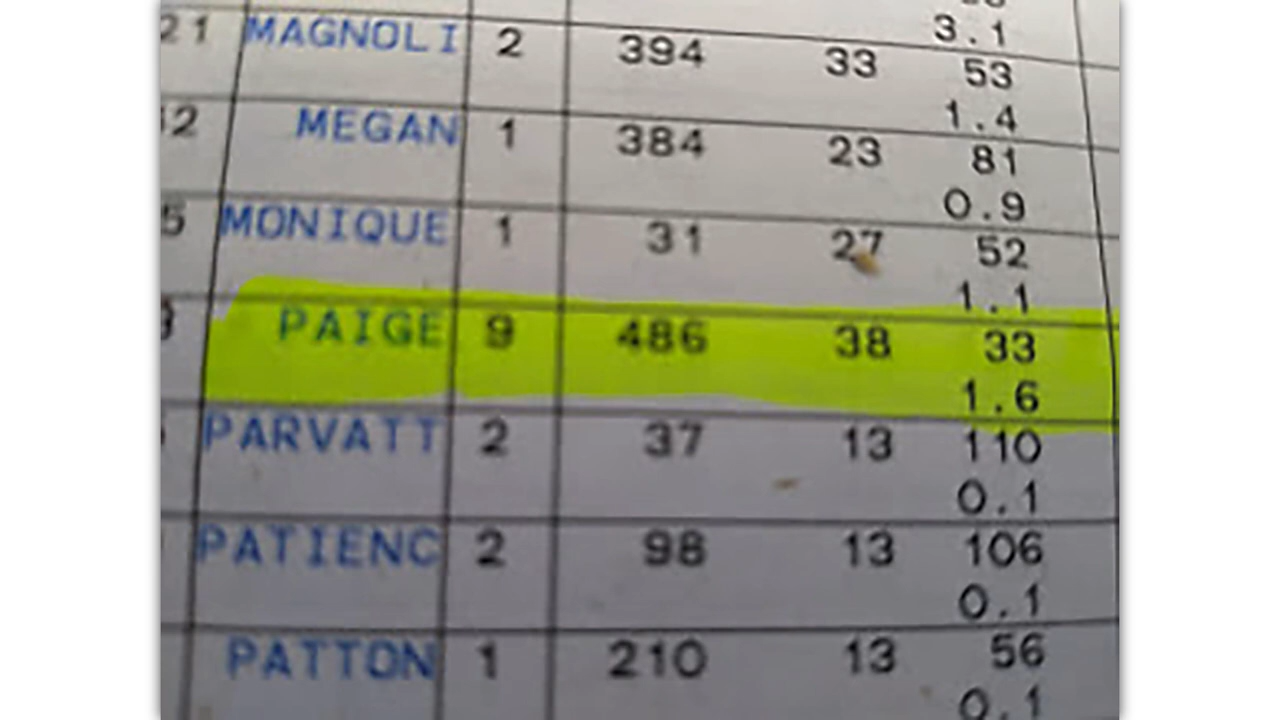 3.1
21 MAGNOLI 2 394 33 53
1.4
MEGAN 1 384 23 81
0.9
MONIQUE 1 31 27 52
1.1
PAIGE 9 486 38 33
1.6
PARVATT 2 37 13 110
0.1
PATIENC 2 98 13 106
0.1
PATTON 1 210 13 56
0.1